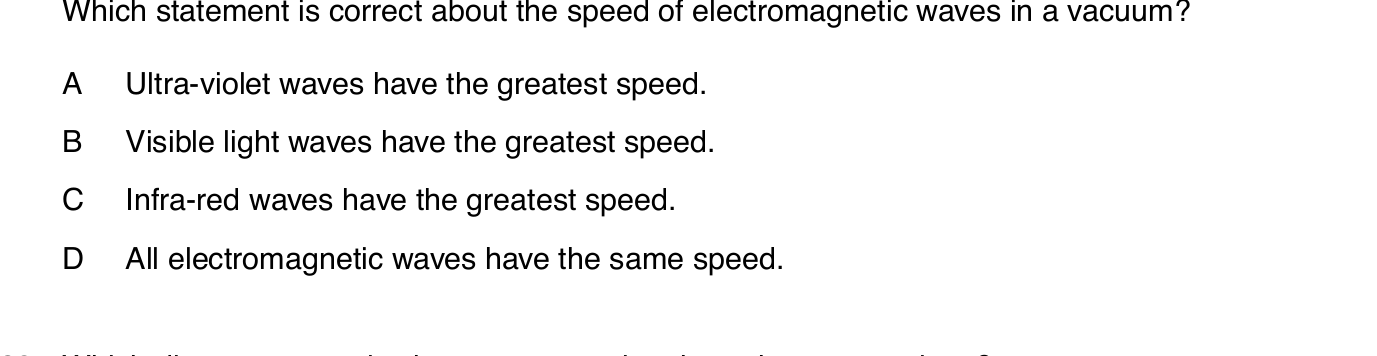 Which statement is correct about the speed of electromagnetic waves in a vacuum?
A Ultra-violet waves have the greatest speed.
B Visible light waves have the greatest speed.
C Infra-red waves have the greatest speed.
D All electromagnetic waves have the same speed.